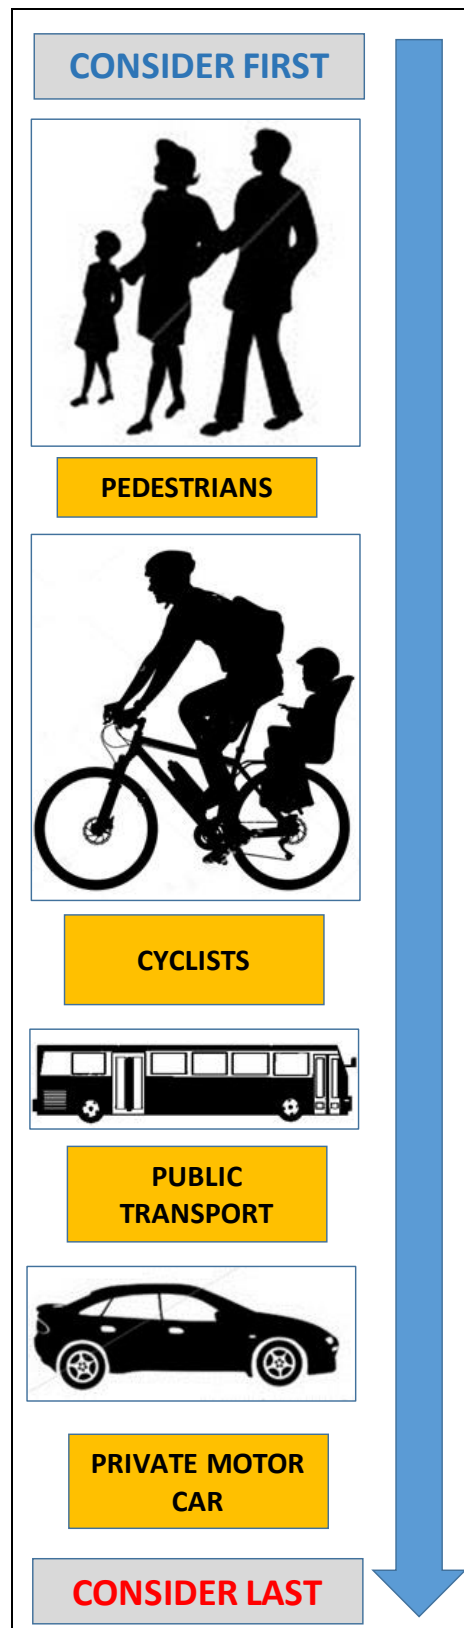 CONSIDER FIRST
PEDESTRIANS
CYCLISTS
PUBLIC
TRANSPORT
PRIVATE MOTOR
CAR
CONSIDER LAST